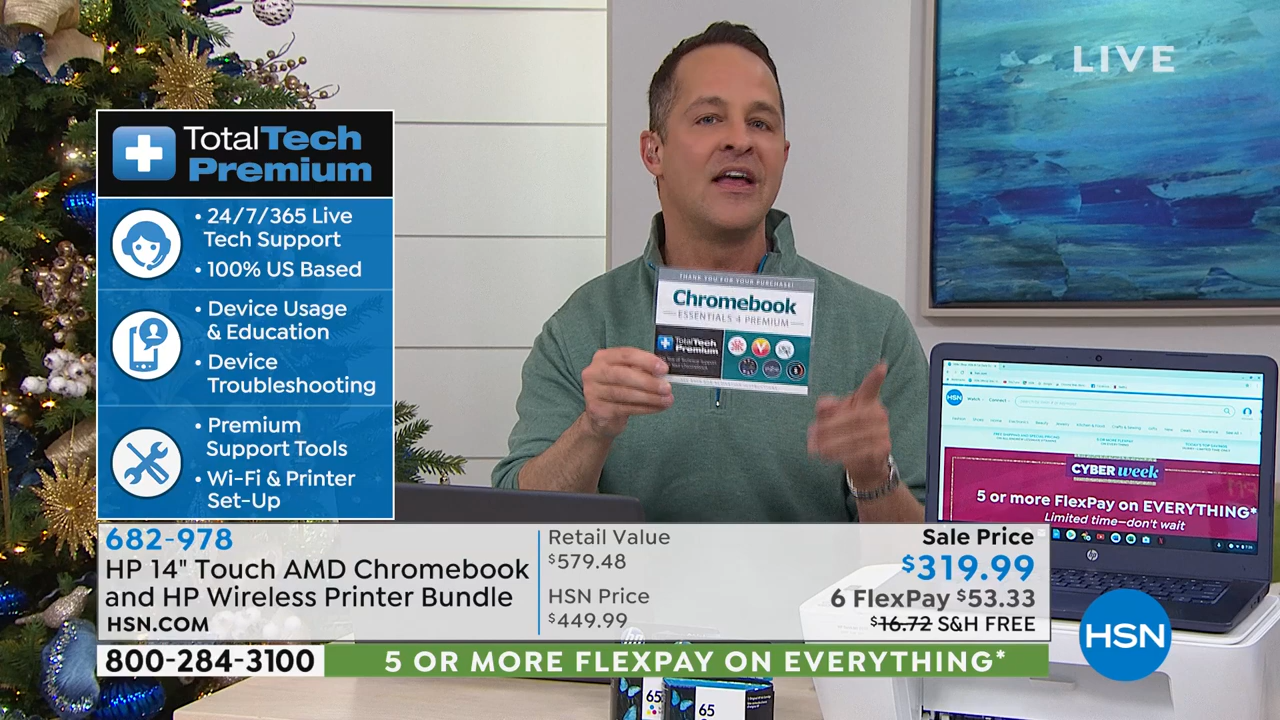 LIVE
TotalTech
Premium
• 24/7/365 Live
Tech Support
• 100% US Based
• Device Usage
& Education
• Device
Troubleshooting
• Premium
Support Tools
• Wi-Fi & Printer
Set-Up
THANK YOU FOR YOUR PURCHASE!
Chromebook
ESSENTIALS 4 PREMIUM
TotalTech
Premium
HSN
CYBER week
5 or more FlexPay on EVERYTHING*
Limited time—don't wait
hp
682-978
HP 14" Touch AMD Chromebook
and HP Wireless Printer Bundle
HSN.COM
Retail Value
$579.48
HSN Price
$449.99
Sale Price
$319.99
6 FlexPay $53.33
$16.72 S&H FREE
800-284-3100
5 OR MORE FLEXPAY ON EVERYTHING*
HSN
hp
65
65